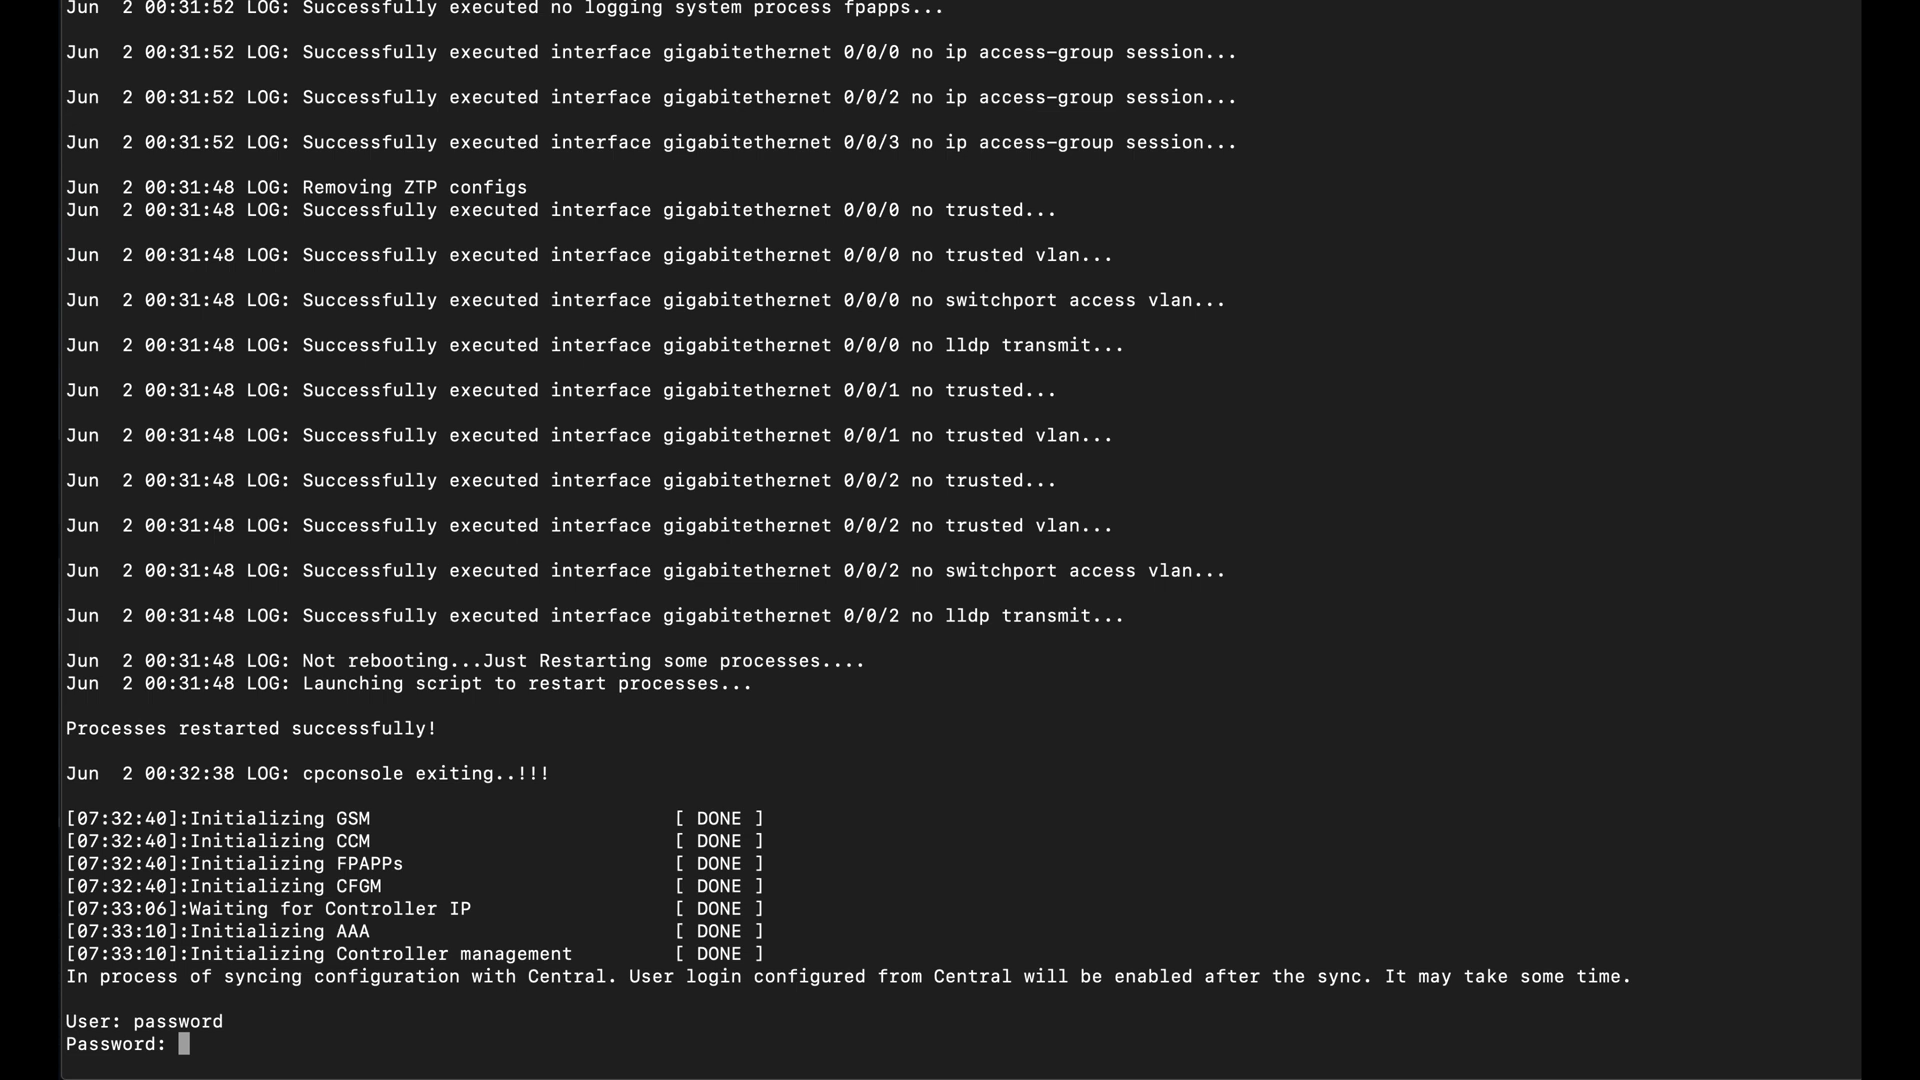 Jun  2 00:31:52 LOG: Successfully executed no logging system process fpapps...
Jun  2 00:31:52 LOG: Successfully executed interface gigabitethernet 0/0/0 no ip access-group session...
Jun  2 00:31:52 LOG: Successfully executed interface gigabitethernet 0/0/2 no ip access-group session...
Jun  2 00:31:52 LOG: Successfully executed interface gigabitethernet 0/0/3 no ip access-group session...
Jun  2 00:31:48 LOG: Removing ZTP configs
Jun  2 00:31:48 LOG: Successfully executed interface gigabitethernet 0/0/0 no trusted...
Jun  2 00:31:48 LOG: Successfully executed interface gigabitethernet 0/0/0 no trusted vlan...
Jun  2 00:31:48 LOG: Successfully executed interface gigabitethernet 0/0/0 no switchport access vlan...
Jun  2 00:31:48 LOG: Successfully executed interface gigabitethernet 0/0/0 no lldp transmit...
Jun  2 00:31:48 LOG: Successfully executed interface gigabitethernet 0/0/1 no trusted...
Jun  2 00:31:48 LOG: Successfully executed interface gigabitethernet 0/0/1 no trusted vlan...
Jun  2 00:31:48 LOG: Successfully executed interface gigabitethernet 0/0/2 no trusted...
Jun  2 00:31:48 LOG: Successfully executed interface gigabitethernet 0/0/2 no trusted vlan...
Jun  2 00:31:48 LOG: Successfully executed interface gigabitethernet 0/0/2 no switchport access vlan...
Jun  2 00:31:48 LOG: Successfully executed interface gigabitethernet 0/0/2 no lldp transmit...
Jun  2 00:31:48 LOG: Not rebooting...Just Restarting some processes....
Jun  2 00:31:48 LOG: Launching script to restart processes...
Processes restarted successfully!
Jun  2 00:32:38 LOG: cpconsole exiting..!!!
[07:32:40]:Initializing GSM                           [ DONE ]
[07:32:40]:Initializing CCM                           [ DONE ]
[07:32:40]:Initializing FPAPPs                        [ DONE ]
[07:32:40]:Initializing CFGM                          [ DONE ]
[07:33:06]:Waiting for Controller IP                  [ DONE ]
[07:33:10]:Initializing AAA                           [ DONE ]
[07:33:10]:Initializing Controller management         [ DONE ]
In process of syncing configuration with Central. User login configured from Central will be enabled after the sync. It may take some time.
User: password
Password: